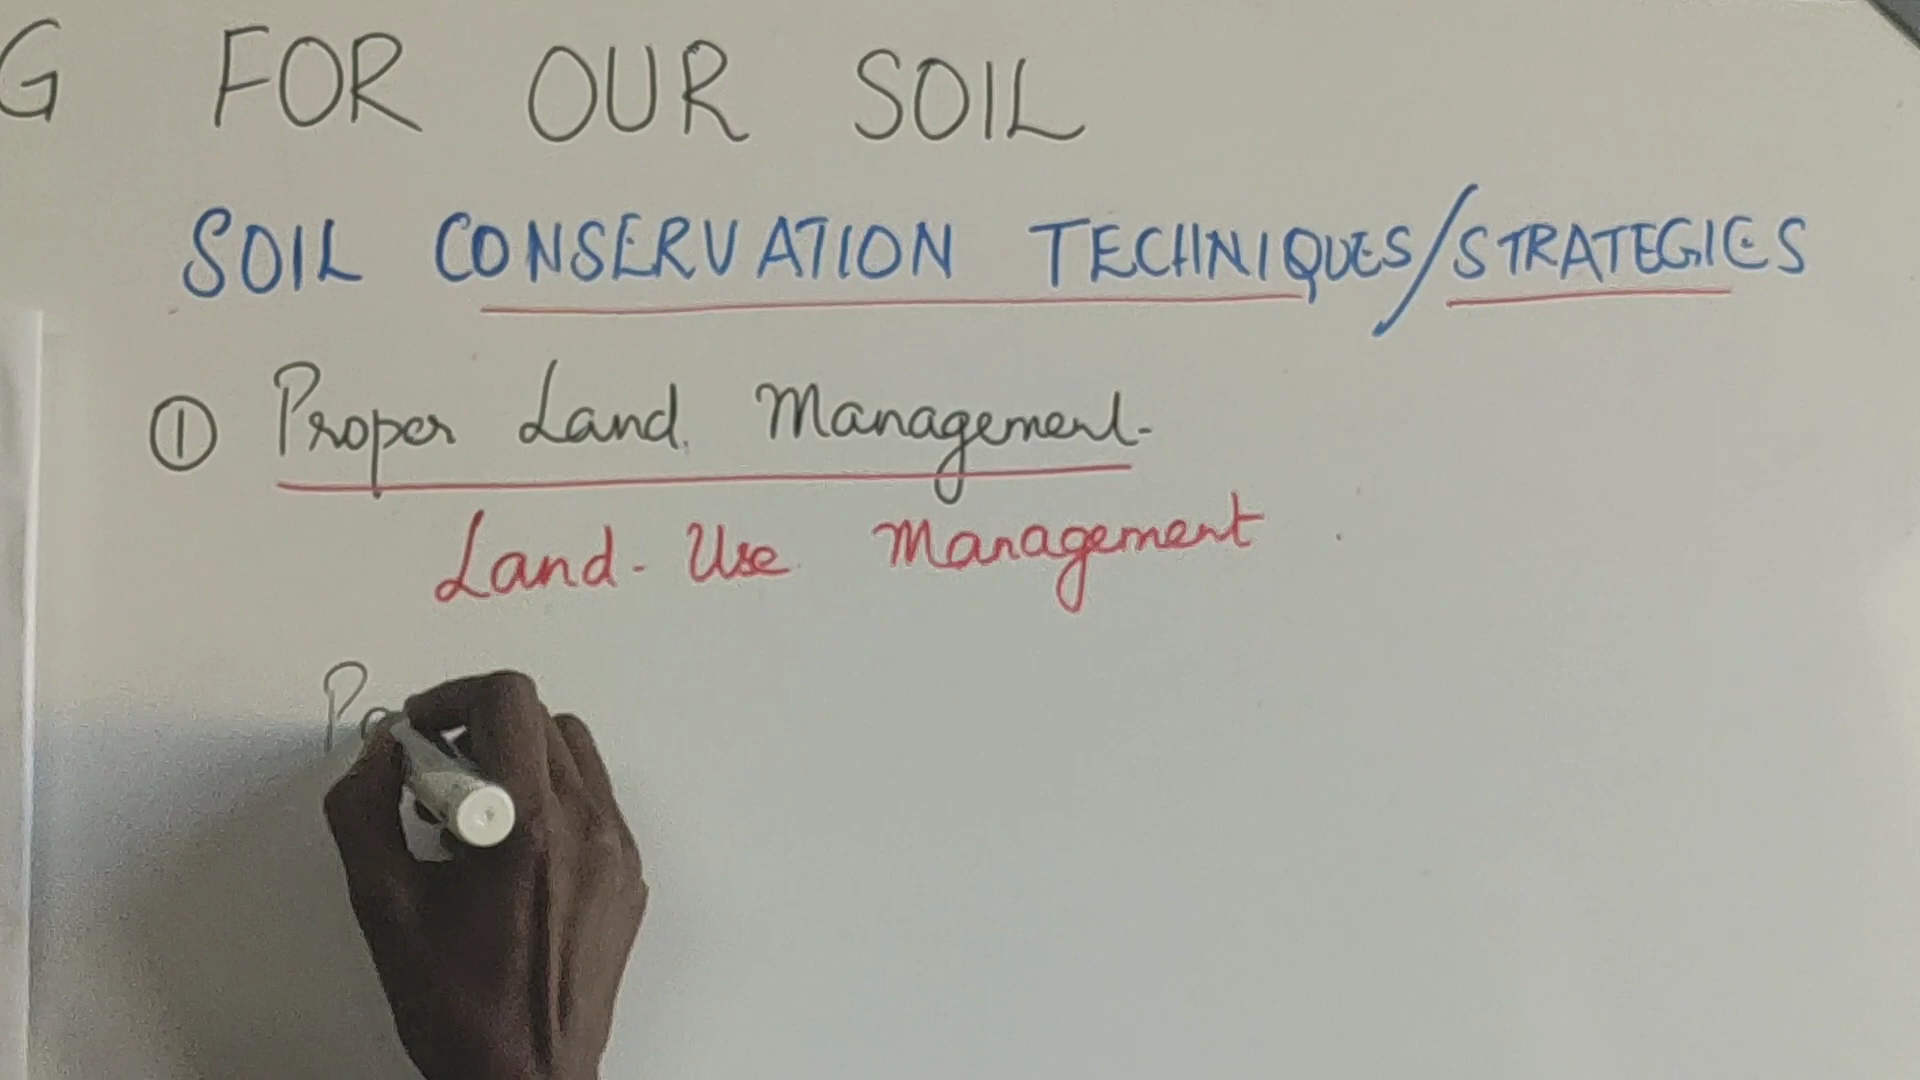 G FOR OUR SOIL
SOIL CONSERVATION TECHNIQUES/STRATEGIES
① Proper Land Management
Land-Use Management